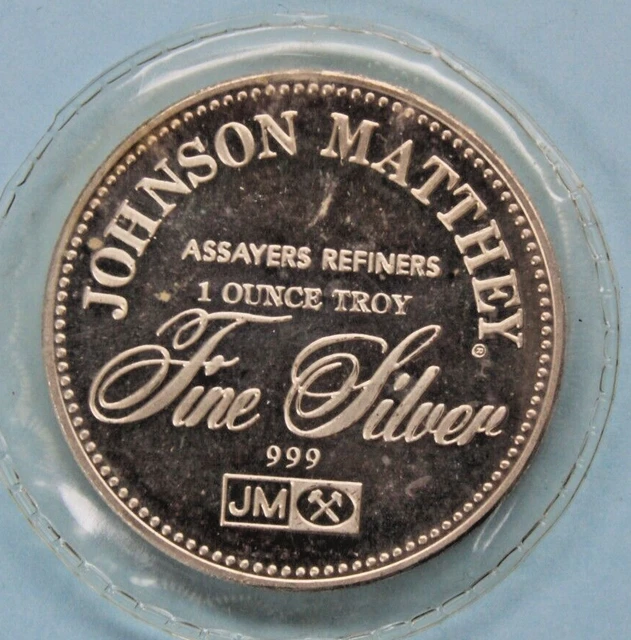 JOHNSON MATTHEY®
ASSAYERS REFINERS
1 OUNCE TROY
Fine Silver
999
JM